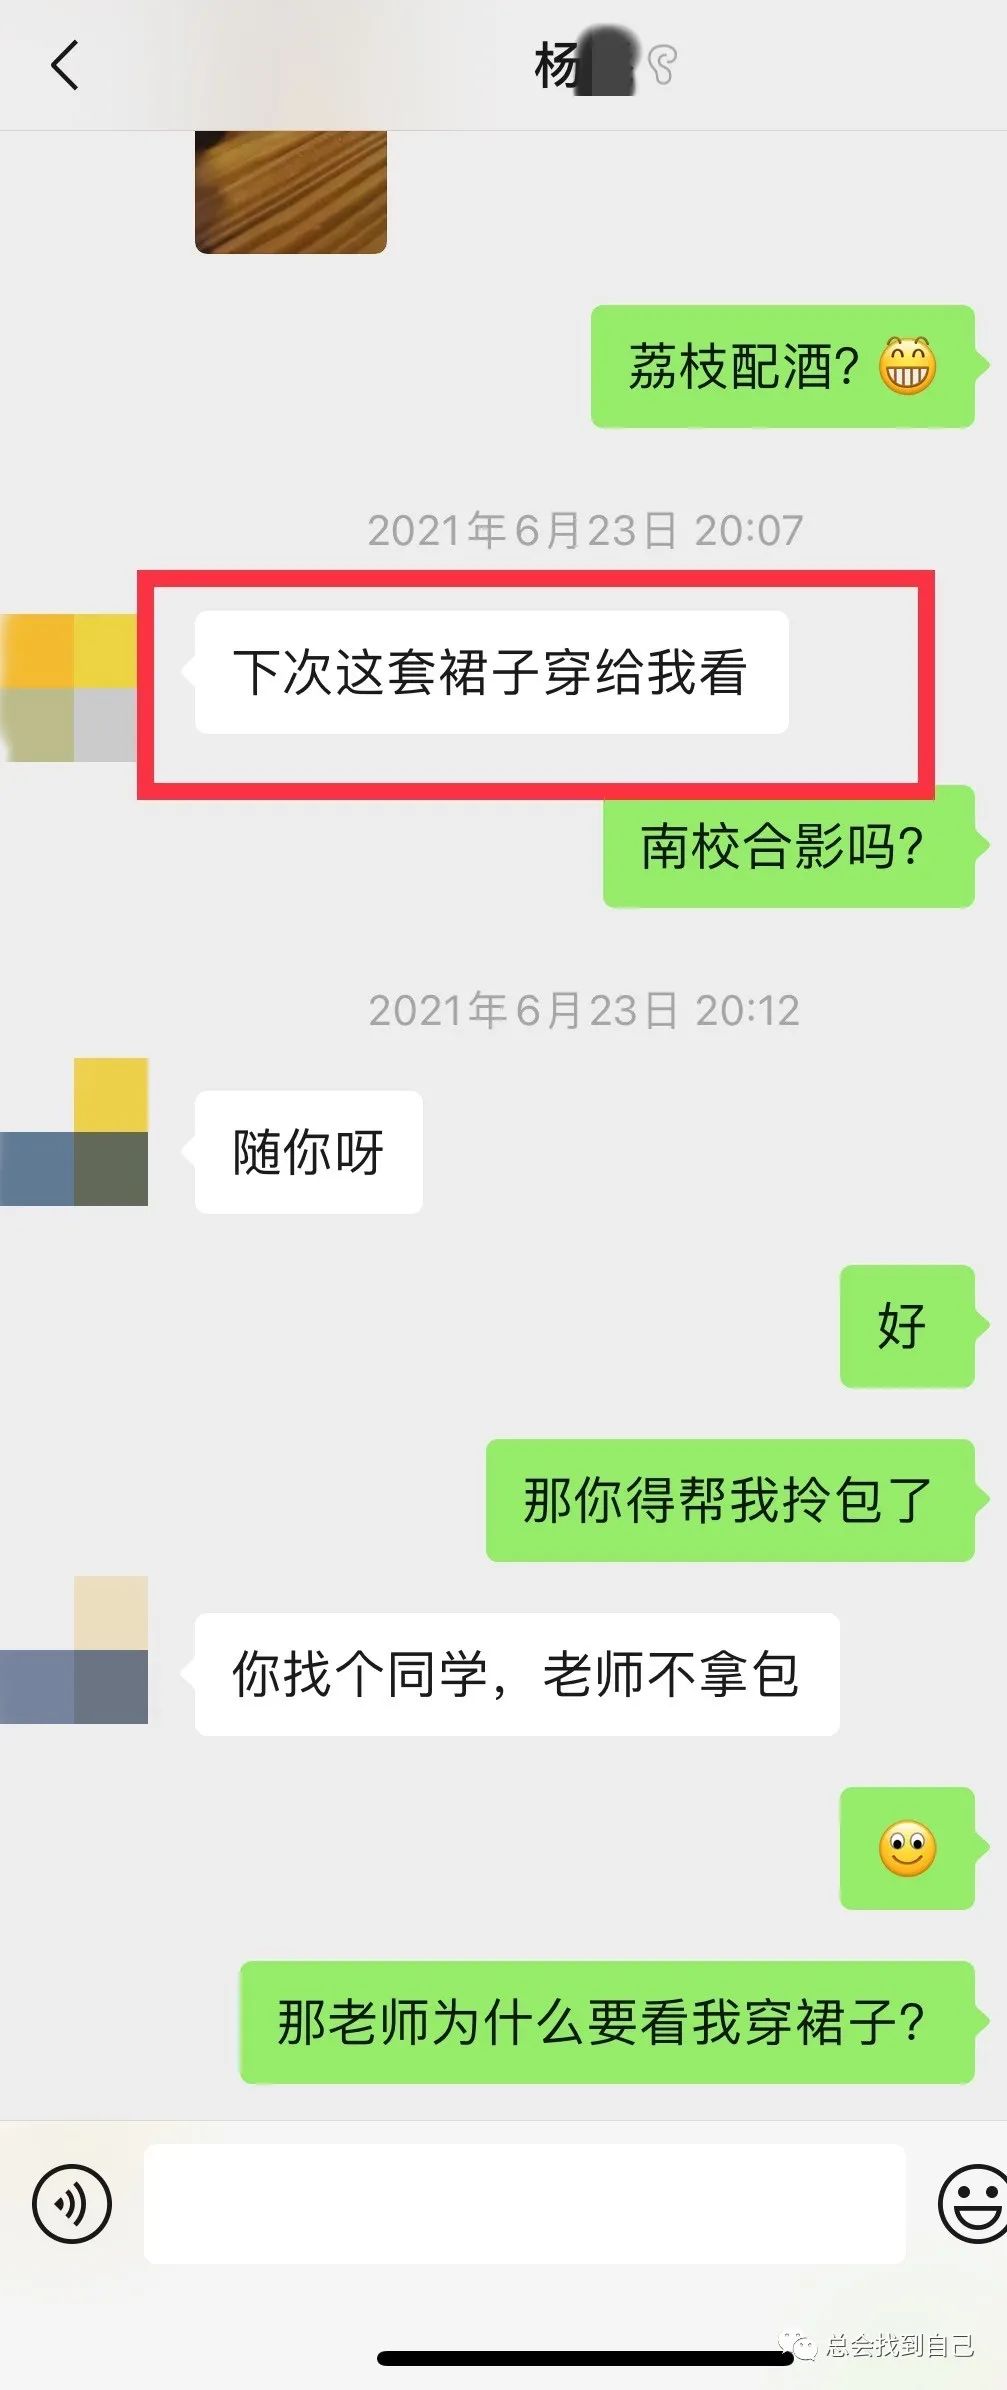 杨
荔枝配酒?
2021年6月23日 20:07
下次这套裙子穿给我看
南校合影吗?
2021年6月23日 20:12
随你呀
好
那你得帮我拎包了
你找个同学，老师不拿包
那老师为什么要看我穿裙子?
总会找到自己